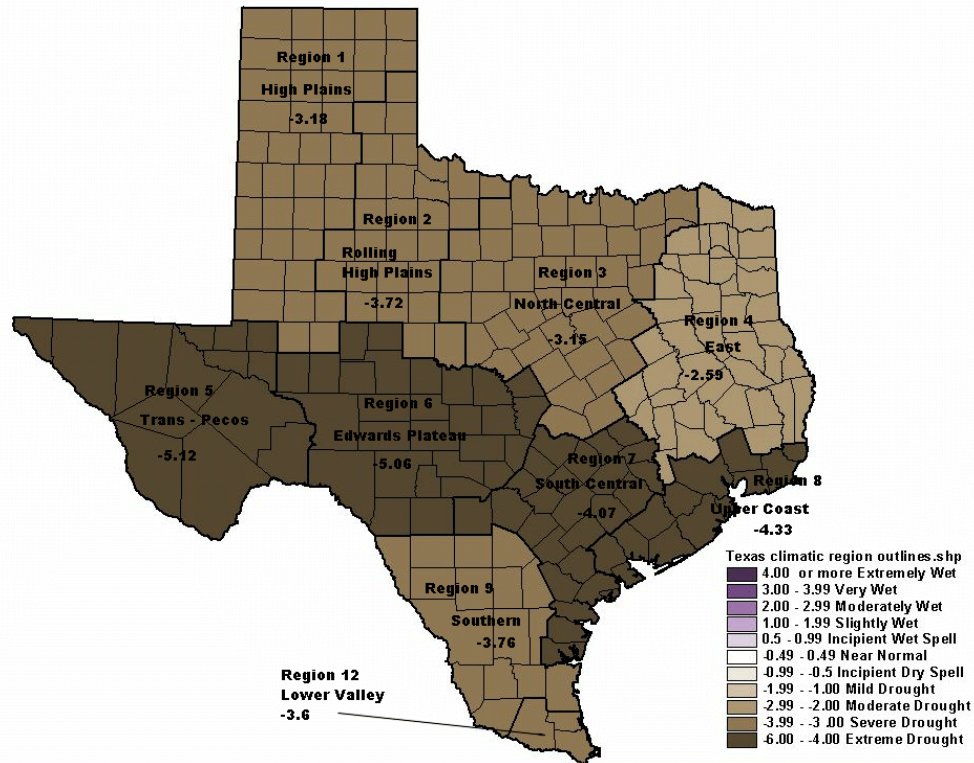 Region 1
High Plains
-3.18
Region 2
Rolling
High Plains
-3.72
Region 3
North Central
-3.15
Region 4
East
-2.59
Region 5
Trans - Pecos
-5.12
Region 6
Edwards Plateau
-5.06
Region 7
South Central
-4.07
Region 8
Upper Coast
-4.33
Region 9
Southern
-3.76
Region 12
Lower Valley
-3.6
Texas climatic region outlines.shp
4.00 or more Extremely Wet
3.00 - 3.99 Very Wet
2.00 - 2.99 Moderately Wet
1.00 - 1.99 Slightly Wet
0.5 - 0.99 Incipient Wet Spell
-0.49 - 0.49 Near Normal
-0.99 - -0.5 Incipient Dry Spell
-1.99 - -1.00 Mild Drought
-2.99 - -2.00 Moderate Drought
-3.99 - -3.00 Severe Drought
-6.00 - -4.00 Extreme Drought